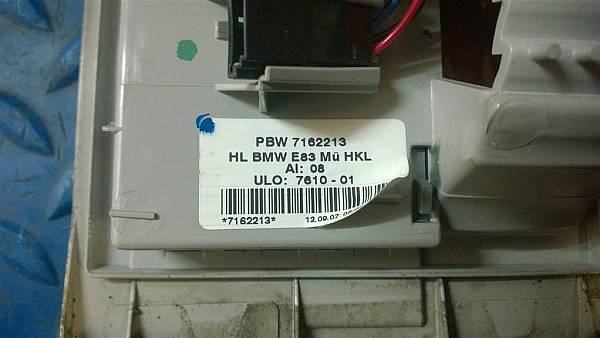 PBW 7162213
HL BMW E83 Mü HKL
AI: 08
ULO: 7610 - 01
*7162213* 12.09.07